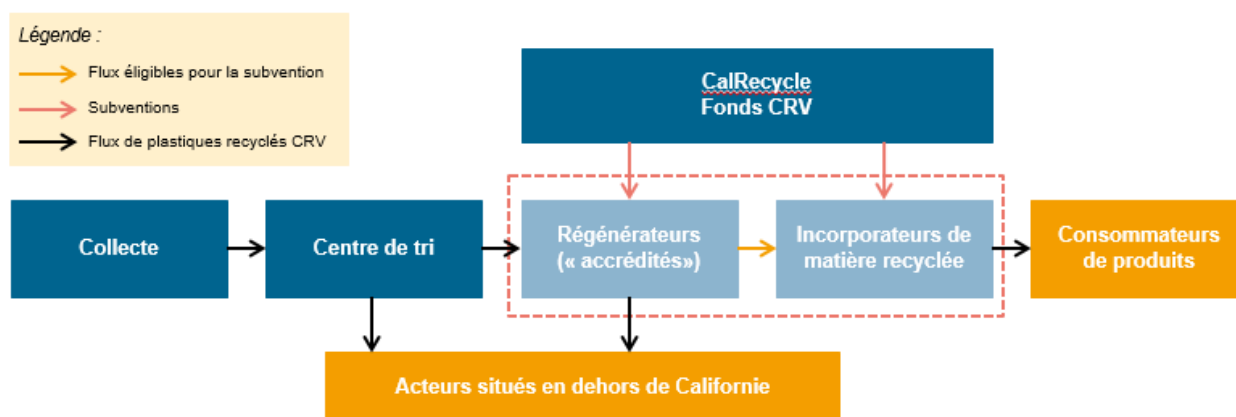 Légende :
Flux éligibles pour la subvention
Subventions
Flux de plastiques recyclés CRV
CalRecycle
Fonds CRV
Collecte
Centre de tri
Régénérateurs
(« accrédités»)
Incorporateurs de
matière recyclée
Consommateurs
de produits
Acteurs situés en dehors de Californie